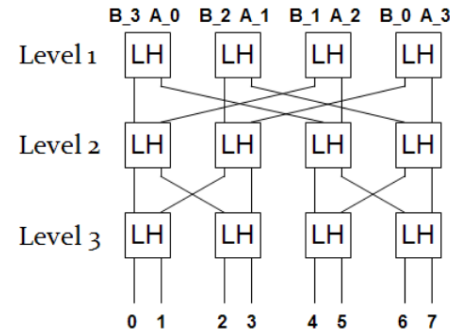 B_3 A_0 B_2 A_1 B_1 A_2 B_0 A_3
Level 1 LH LH LH LH
Level 2 LH LH LH LH
Level 3 LH LH LH LH
0 1 2 3 4 5 6 7